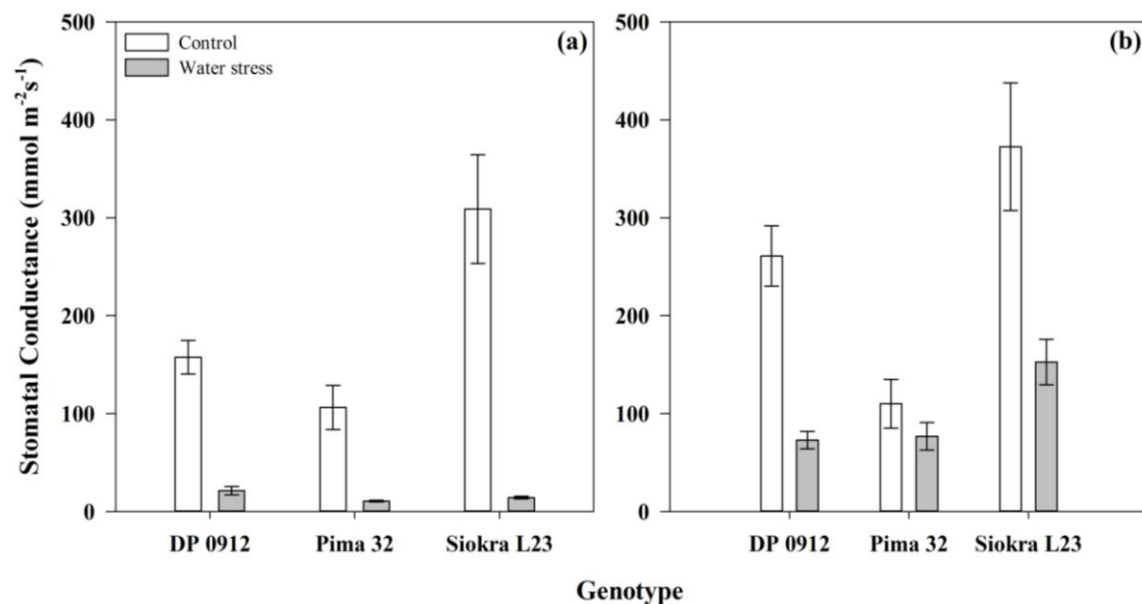 Stomatal Conductance (mmol m⁻²s⁻¹)
500
400
300
200
100
0
Control
Water stress
(a)
DP 0912 Pima 32 Siokra L23
500
400
300
200
100
0
(b)
DP 0912 Pima 32 Siokra L23
Genotype